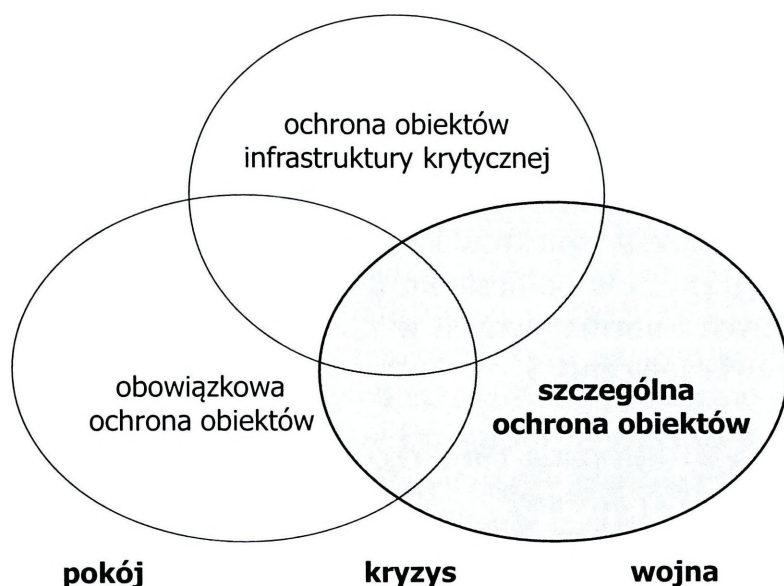 ochrona obiektów
infrastruktury krytycznej
obowiązkowa
ochrona obiektów
szczególna
ochrona obiektów
pokój kryzys wojna